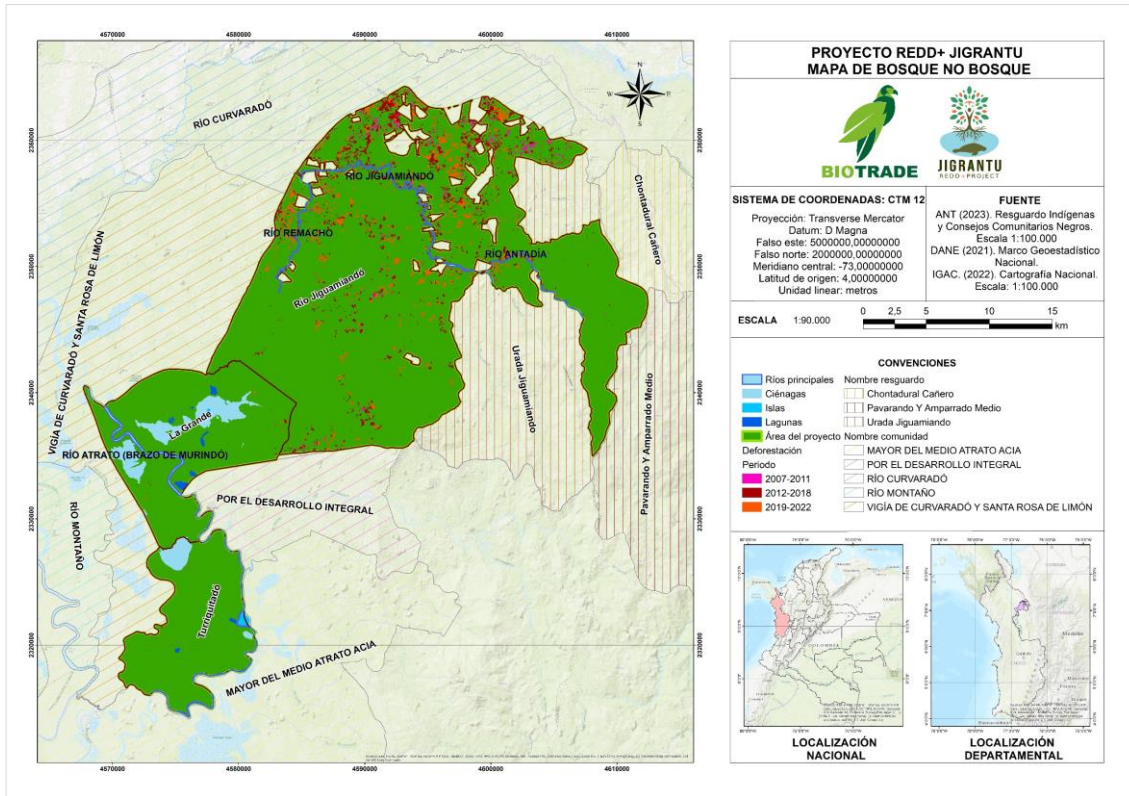 4570000 4580000 4590000 4600000 4610000
2360000
2350000
2340000
2330000
2320000
N
W
S
RÍO CURVARADÓ
RÍO JIGUAMIANDÓ
RÍO REMACHO
RÍO ANTADÍA
Río Jiguamiandó
Chontadural Cañero
Urada Jiguamiando
Pavarando Y Amparrado Medio
VIGÍA DE CURVARADÓ Y SANTA ROSA DE LIMÓN
La Grande
RÍO ATRATO (BRAZO DE MURINDÓ)
POR EL DESARROLLO INTEGRAL
RÍO MONTAÑO
Turriquitadó
MAYOR DEL MEDIO ATRATO ACIA
4570000 4580000 4590000 4600000 4610000
PROYECTO REDD+ JIGRANTU
MAPA DE BOSQUE NO BOSQUE
BIOTRADE
JIGRANTU
REDD+PROJECT
SISTEMA DE COORDENADAS: CTM 12
Proyección: Transverse Mercator
Datum: D Magna
Falso este: 5000000,00000000
Falso norte: 2000000,00000000
Meridiano central: -73,00000000
Latitud de origen: 4,00000000
Unidad linear: metros
FUENTE
ANT (2023). Resguardo Indígenas
y Consejos Comunitarios Negros.
Escala 1:100.000
DANE (2021). Marco Geoestadístico
Nacional.
IGAC. (2022). Cartografía Nacional.
Escala: 1:100.000
ESCALA 1:90.000
0 2,5 5 10 15
km
CONVENCIONES
Ríos principales
Ciénagas
Islas
Lagunas
Área del proyecto
Deforestación
Periodo
2007-2011
2012-2018
2019-2022
Nombre resguardo
Chontadural Cañero
Pavarando Y Amparrado Medio
Urada Jiguamiando
Nombre comunidad
MAYOR DEL MEDIO ATRATO ACIA
POR EL DESARROLLO INTEGRAL
RÍO CURVARADÓ
RÍO MONTAÑO
VIGÍA DE CURVARADÓ Y SANTA ROSA DE LIMÓN
COLOMBIA
LOCALIZACIÓN
NACIONAL
LOCALIZACIÓN
DEPARTAMENTAL